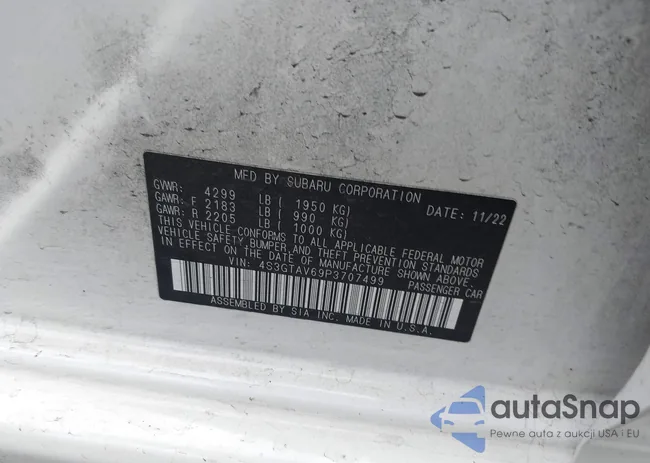 MFD BY SUBARU CORPORATION DATE: 11/22
GVWR: 4299 LB ( 1950 KG)
GAWR: F 2183 LB ( 990 KG)
GAWR: R 2205 LB ( 1000 KG)
THIS VEHICLE CONFORMS TO ALL APPLICABLE FEDERAL MOTOR
VEHICLE SAFETY, BUMPER, AND THEFT PREVENTION STANDARDS
IN EFFECT ON THE DATE OF MANUFACTURE SHOWN ABOVE.
VIN: 4S3GTAV69P3707499 PASSENGER CAR
ASSEMBLED BY SIA INC. MADE IN U.S.A.
autoSnap
Pewne auta z aukcji USA i EU